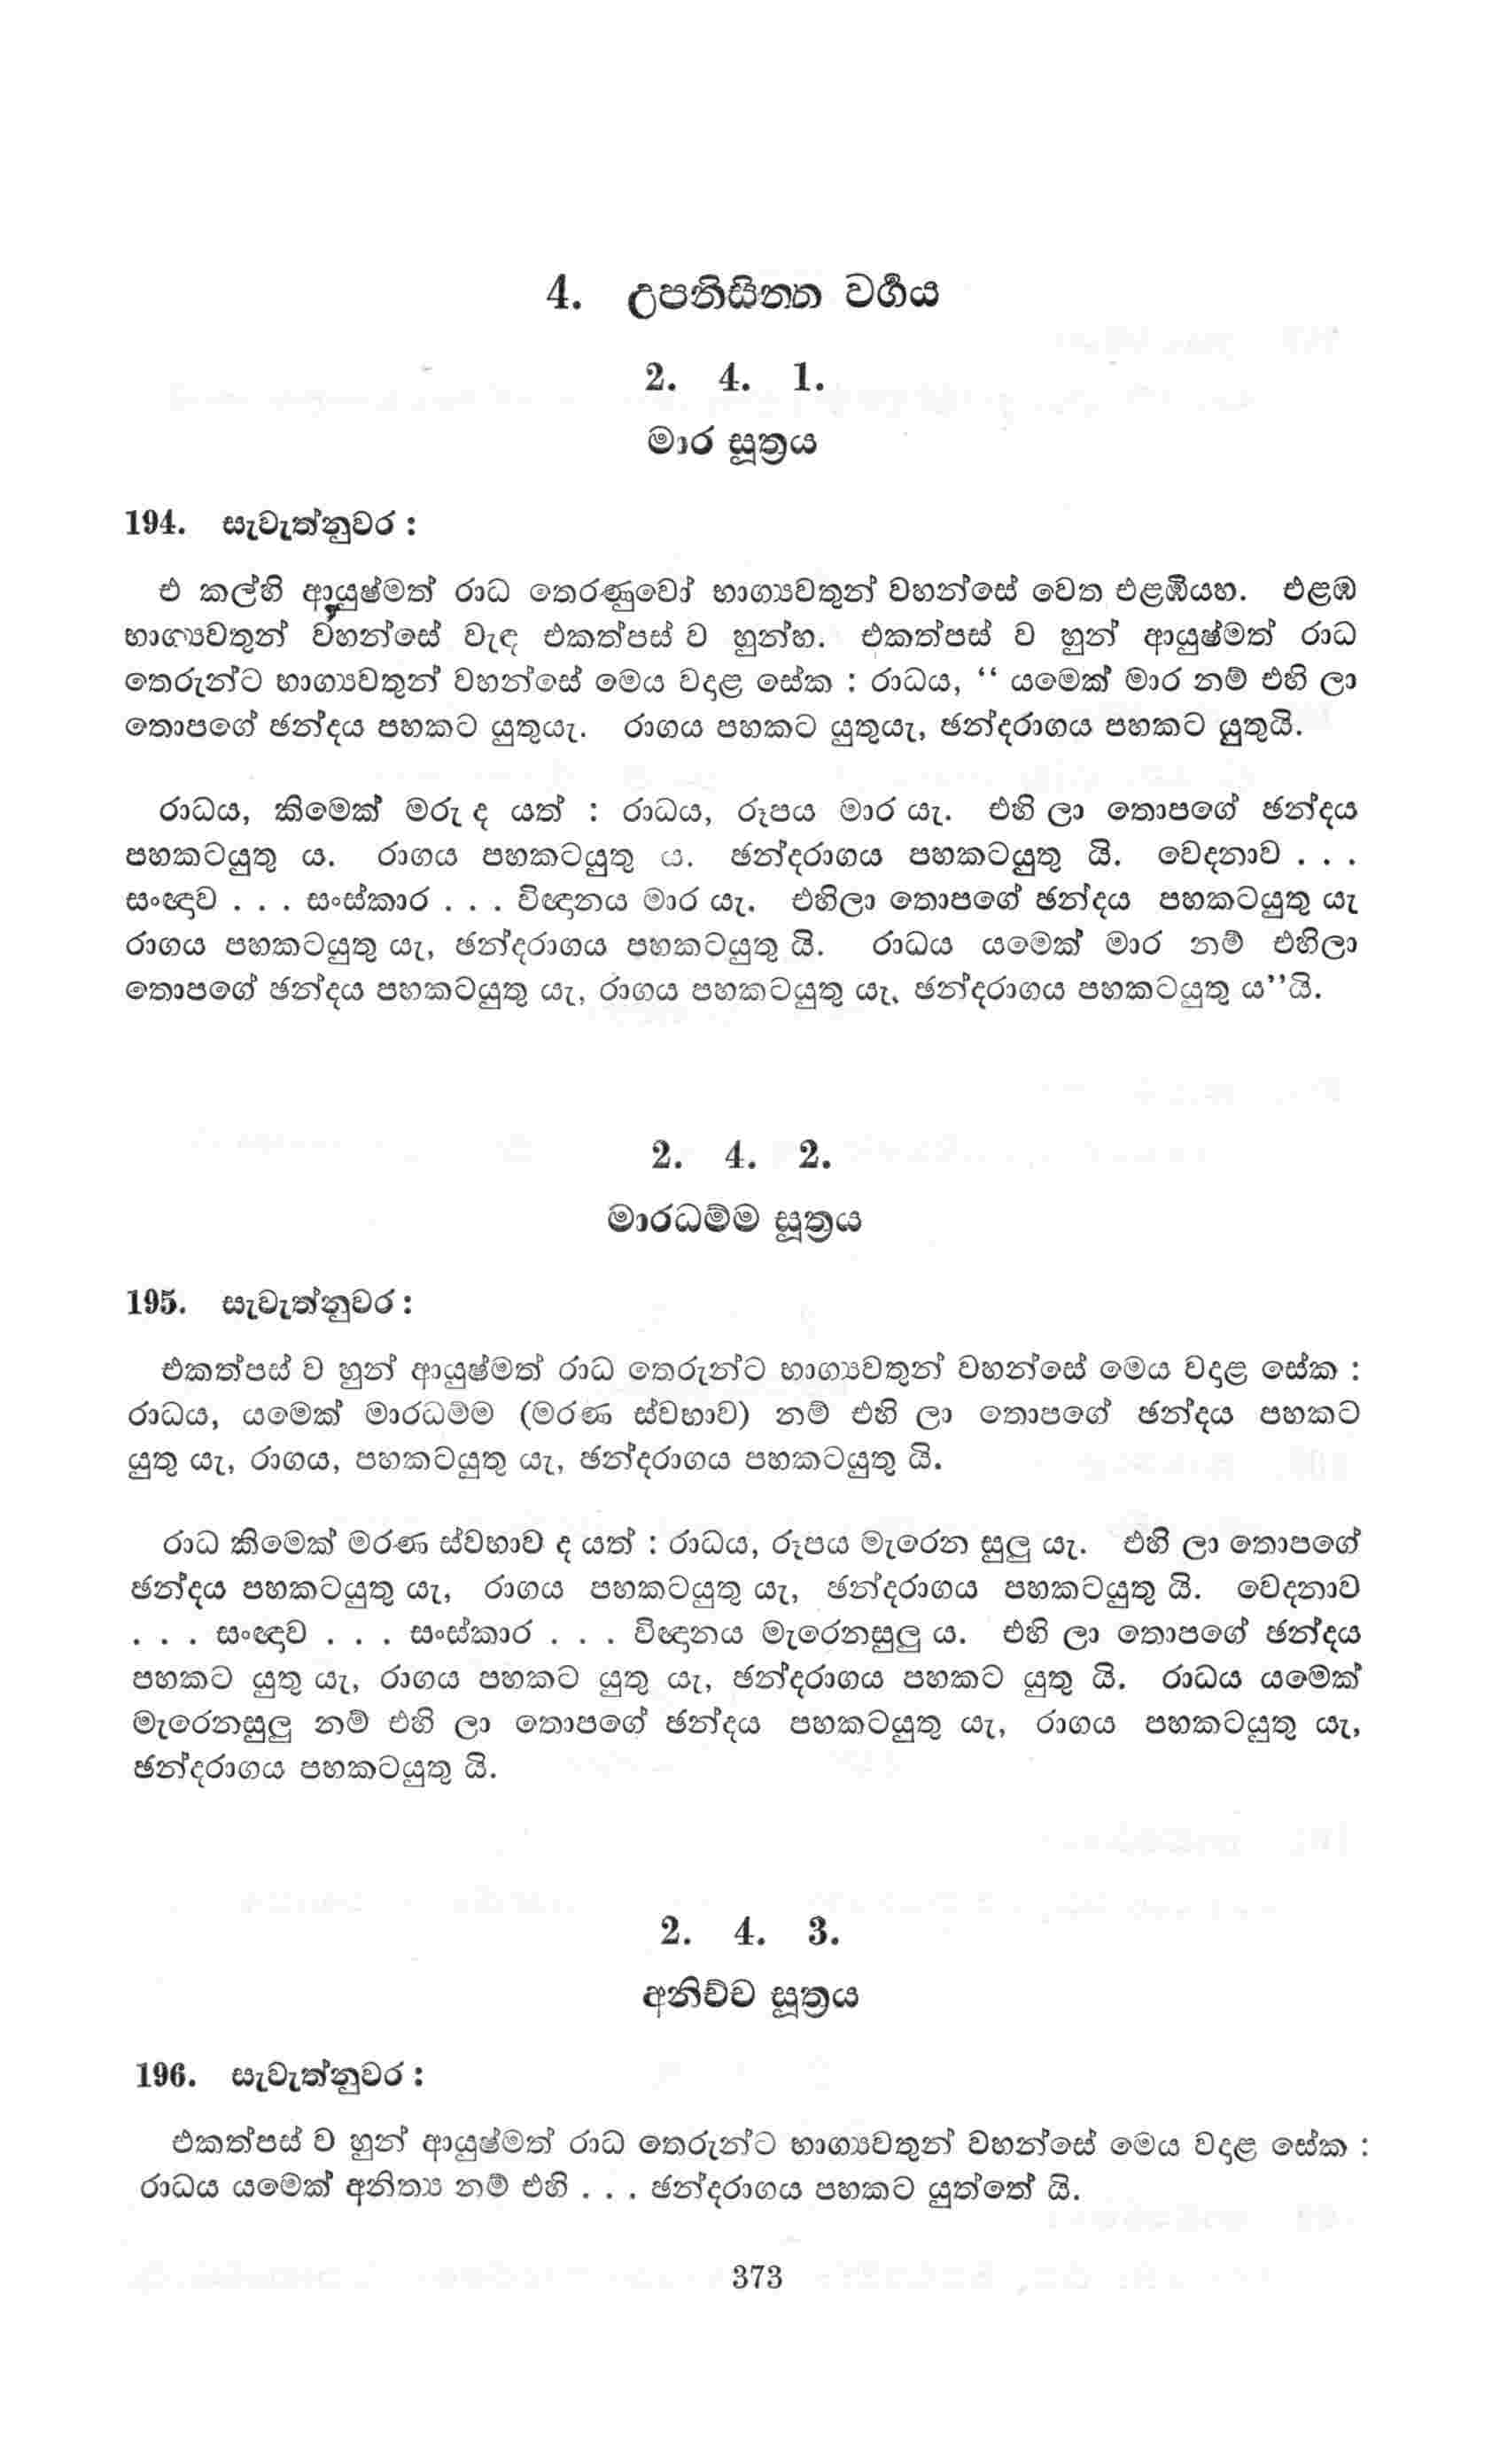 4. උපනිසින්න වර්‍ගය
2. 4. 1.
මාර සූත්‍රය
194. සැවැත්නුවර :
එ කල්හි ආයුෂ්මත් රාධ තෙරණුවෝ භාග්‍යවතුන් වහන්සේ වෙත එළඹියහ. එළඹ
භාග්‍යවතුන් වහන්සේ වැඳ එකත්පස් ව හුන්හ. එකත්පස් ව හුන් ආයුෂ්මත් රාධ
තෙරුන්ට භාග්‍යවතුන් වහන්සේ මෙය වදාළ සේක : රාධය, “ යමෙක් මාර නම් එහි ලා
තොපගේ ඡන්දය පහකට යුතුයැ. රාගය පහකට යුතුයැ, ඡන්දරාගය පහකට යුතුයි.
රාධය, කිමෙක් මරු ද යත් : රාධය, රූපය මාර යැ. එහි ලා තොපගේ ඡන්දය
පහකටයුතු ය. රාගය පහකටයුතු ය. ඡන්දරාගය පහකටයුතු යි. වෙදනාව . . .
සංඥාව . . . සංස්කාර . . . විඥානය මාර යැ. එහිලා තොපගේ ඡන්දය පහකටයුතු යැ
රාගය පහකටයුතු යැ, ඡන්දරාගය පහකටයුතු යි. රාධය යමෙක් මාර නම් එහිලා
තොපගේ ඡන්දය පහකටයුතු යැ, රාගය පහකටයුතු යැ, ඡන්දරාගය පහකටයුතු ය”යි.
2. 4. 2.
මාරධම්ම සූත්‍රය
195. සැවැත්නුවර :
එකත්පස් ව හුන් ආයුෂ්මත් රාධ තෙරුන්ට භාග්‍යවතුන් වහන්සේ මෙය වදාළ සේක :
රාධය, යමෙක් මාරධම්ම (මරණ ස්වභාව) නම් එහි ලා තොපගේ ඡන්දය පහකට
යුතු යැ, රාගය, පහකටයුතු යැ, ඡන්දරාගය පහකටයුතු යි.
රාධ කිමෙක් මරණ ස්වභාව ද යත් : රාධය, රූපය මැරෙන සුලු යැ. එහි ලා තොපගේ
ඡන්දය පහකටයුතු යැ, රාගය පහකටයුතු යැ, ඡන්දරාගය පහකටයුතු යි. වෙදනාව
. . . සංඥාව . . . සංස්කාර . . . විඥානය මැරෙනසුලු ය. එහි ලා තොපගේ ඡන්දය
පහකට යුතු යැ, රාගය පහකට යුතු යැ, ඡන්දරාගය පහකට යුතු යි. රාධය යමෙක්
මැරෙනසුලු නම් එහි ලා තොපගේ ඡන්දය පහකටයුතු යැ, රාගය පහකටයුතු යැ,
ඡන්දරාගය පහකටයුතු යි.
2. 4. 3.
අනිච්ච සූත්‍රය
196. සැවැත්නුවර :
එකත්පස් ව හුන් ආයුෂ්මත් රාධ තෙරුන්ට භාග්‍යවතුන් වහන්සේ මෙය වදාළ සේක :
රාධය යමෙක් අනිත්‍ය නම් එහි . . . ඡන්දරාගය පහකට යුත්තේ යි.
373